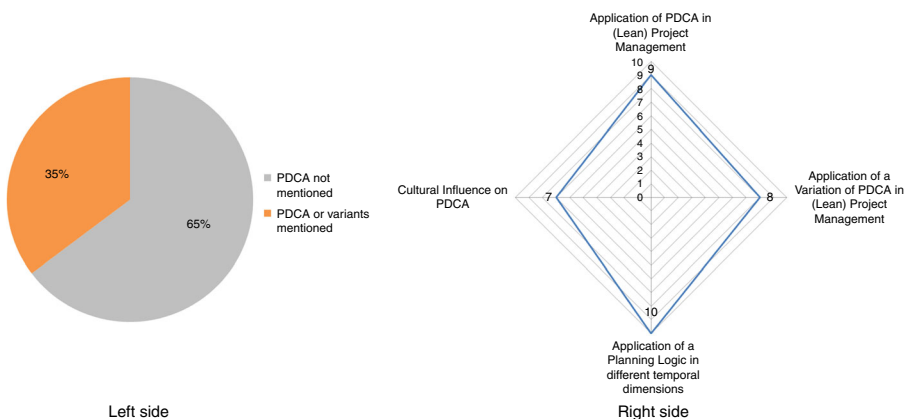 35%
65%
PDCA not
mentioned
PDCA or variants
mentioned
Left side
Application of PDCA in
(Lean) Project
Management
10
9
9
8
7
6
5
4
3
2
1
0
Cultural Influence on
PDCA
7
8
Application of a
Variation of PDCA in
(Lean) Project
Management
10
Application of a
Planning Logic in
different temporal
dimensions
Right side